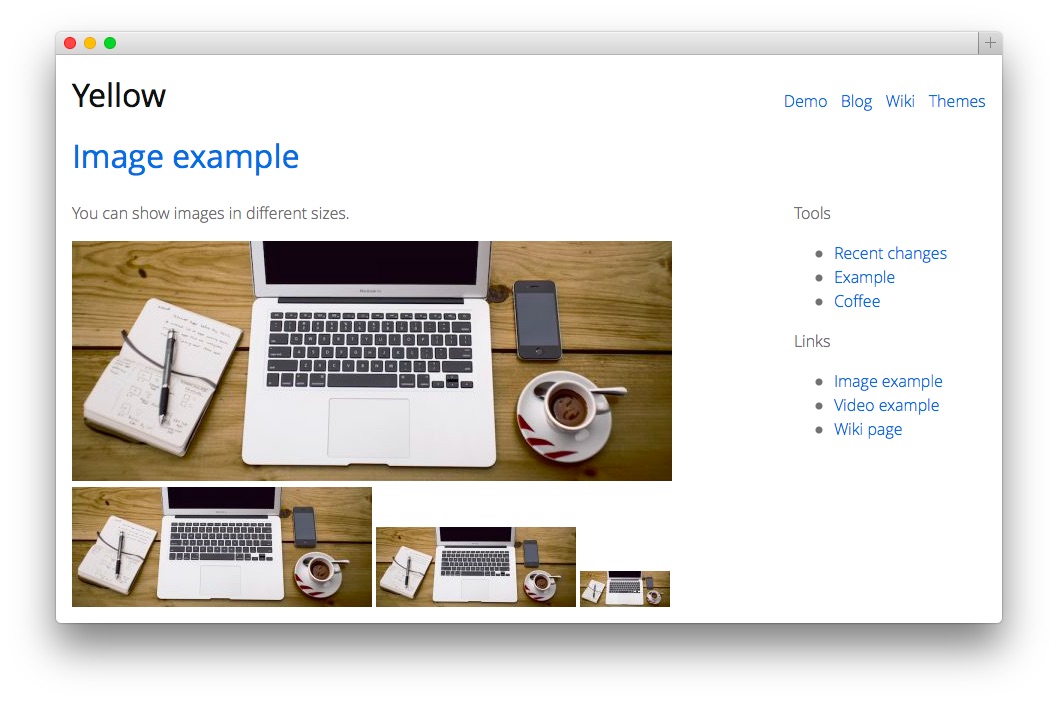 Yellow
Demo Blog Wiki Themes
Image example
You can show images in different sizes.
Tools
Recent changes
Example
Coffee
Links
Image example
Video example
Wiki page